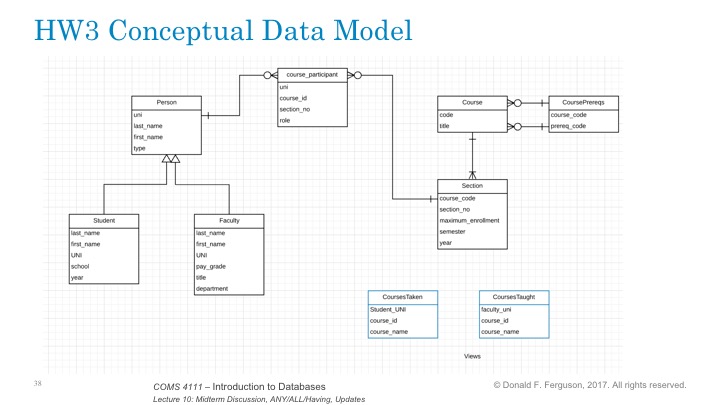 HW3 Conceptual Data Model
course_participant
uni
course_id
section_no
role
Person
uni
last_name
first_name
type
Course
code
title
CoursePrereqs
course_code
prereq_code
Section
course_code
section_no
maximum_enrollment
semester
year
Student
last_name
first_name
UNI
school
year
Faculty
last_name
first_name
UNI
pay_grade
title
department
CoursesTaken
Student_UNI
course_id
course_name
CoursesTaught
faculty_uni
course_id
course_name
Views
38
COMS 4111 – Introduction to Databases
Lecture 10: Midterm Discussion, ANY/ALL/Having, Updates
© Donald F. Ferguson, 2017. All rights reserved.